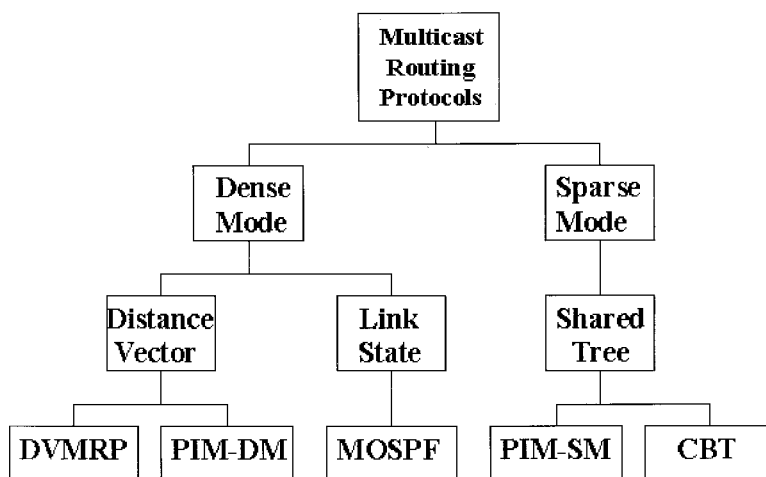 Multicast
Routing
Protocols
Dense
Mode
Sparse
Mode
Distance
Vector
Link
State
Shared
Tree
DVMRP
PIM-DM
MOSPF
PIM-SM
CBT